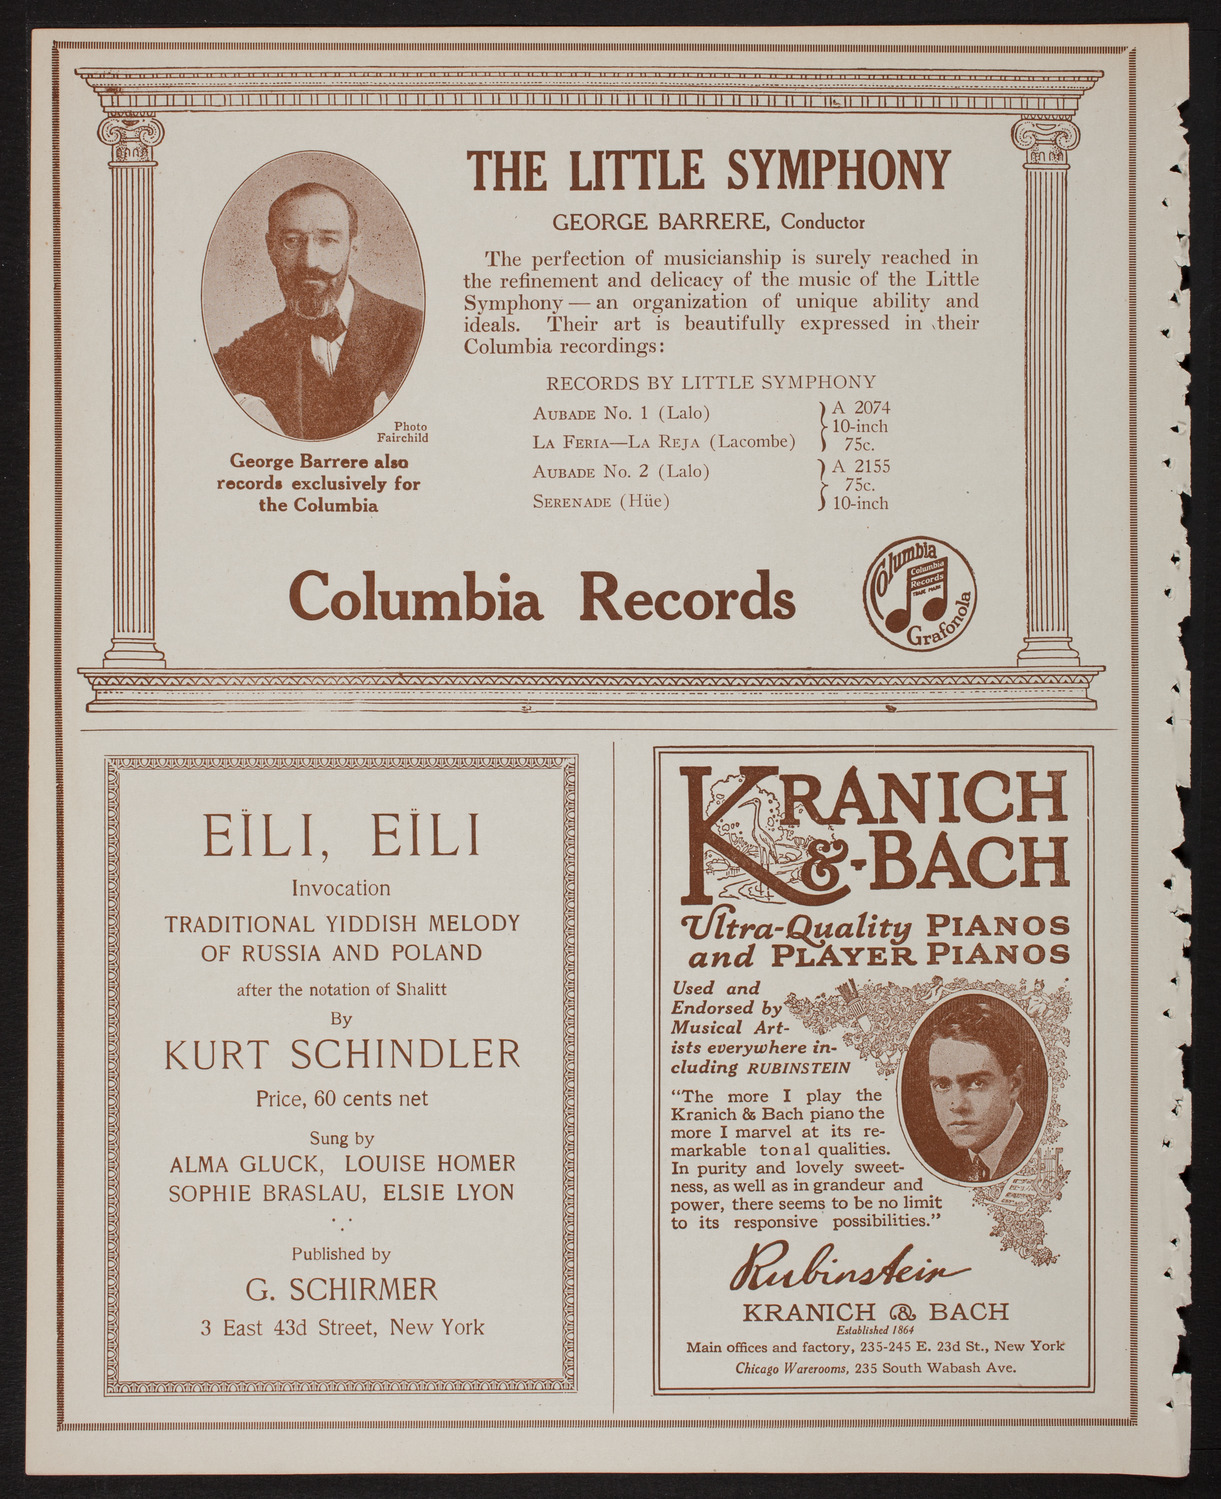 THE LITTLE SYMPHONY
GEORGE BARRERE, Conductor
The perfection of musicianship is surely reached in
the refinement and delicacy of the music of the Little
Symphony — an organization of unique ability and
ideals. Their art is beautifully expressed in their
Columbia recordings:
Photo
Fairchild
George Barrere also
records exclusively for
the Columbia
RECORDS BY LITTLE SYMPHONY
AUBADE No. 1 (Lalo)
LA FERIA—LA REJA (Lacombe)
A 2074
10-inch
75c.
AUBADE No. 2 (Lalo)
SERENADE (Hüe)
A 2155
75c.
10-inch
Columbia Records
Columbia
Columbia
Records
TRADE MARK
Grafonola
EÏLI, EÏLI
Invocation
TRADITIONAL YIDDISH MELODY
OF RUSSIA AND POLAND
after the notation of Shalitt
By
KURT SCHINDLER
Price, 60 cents net
Sung by
ALMA GLUCK, LOUISE HOMER
SOPHIE BRASLAU, ELSIE LYON
Published by
G. SCHIRMER
3 East 43d Street, New York
KRANICH
&-BACH
Ultra-Quality PIANOS
and PLAYER PIANOS
Used and
Endorsed by
Musical Art-
ists everywhere in-
cluding RUBINSTEIN
"The more I play the
Kranich & Bach piano the
more I marvel at its re-
markable tonal qualities.
In purity and lovely sweet-
ness, as well as in grandeur and
power, there seems to be no limit
to its responsive possibilities."
Rubinstein
KRANICH & BACH
Established 1864
Main offices and factory, 235-245 E. 23d St., New York
Chicago Warerooms, 235 South Wabash Ave.